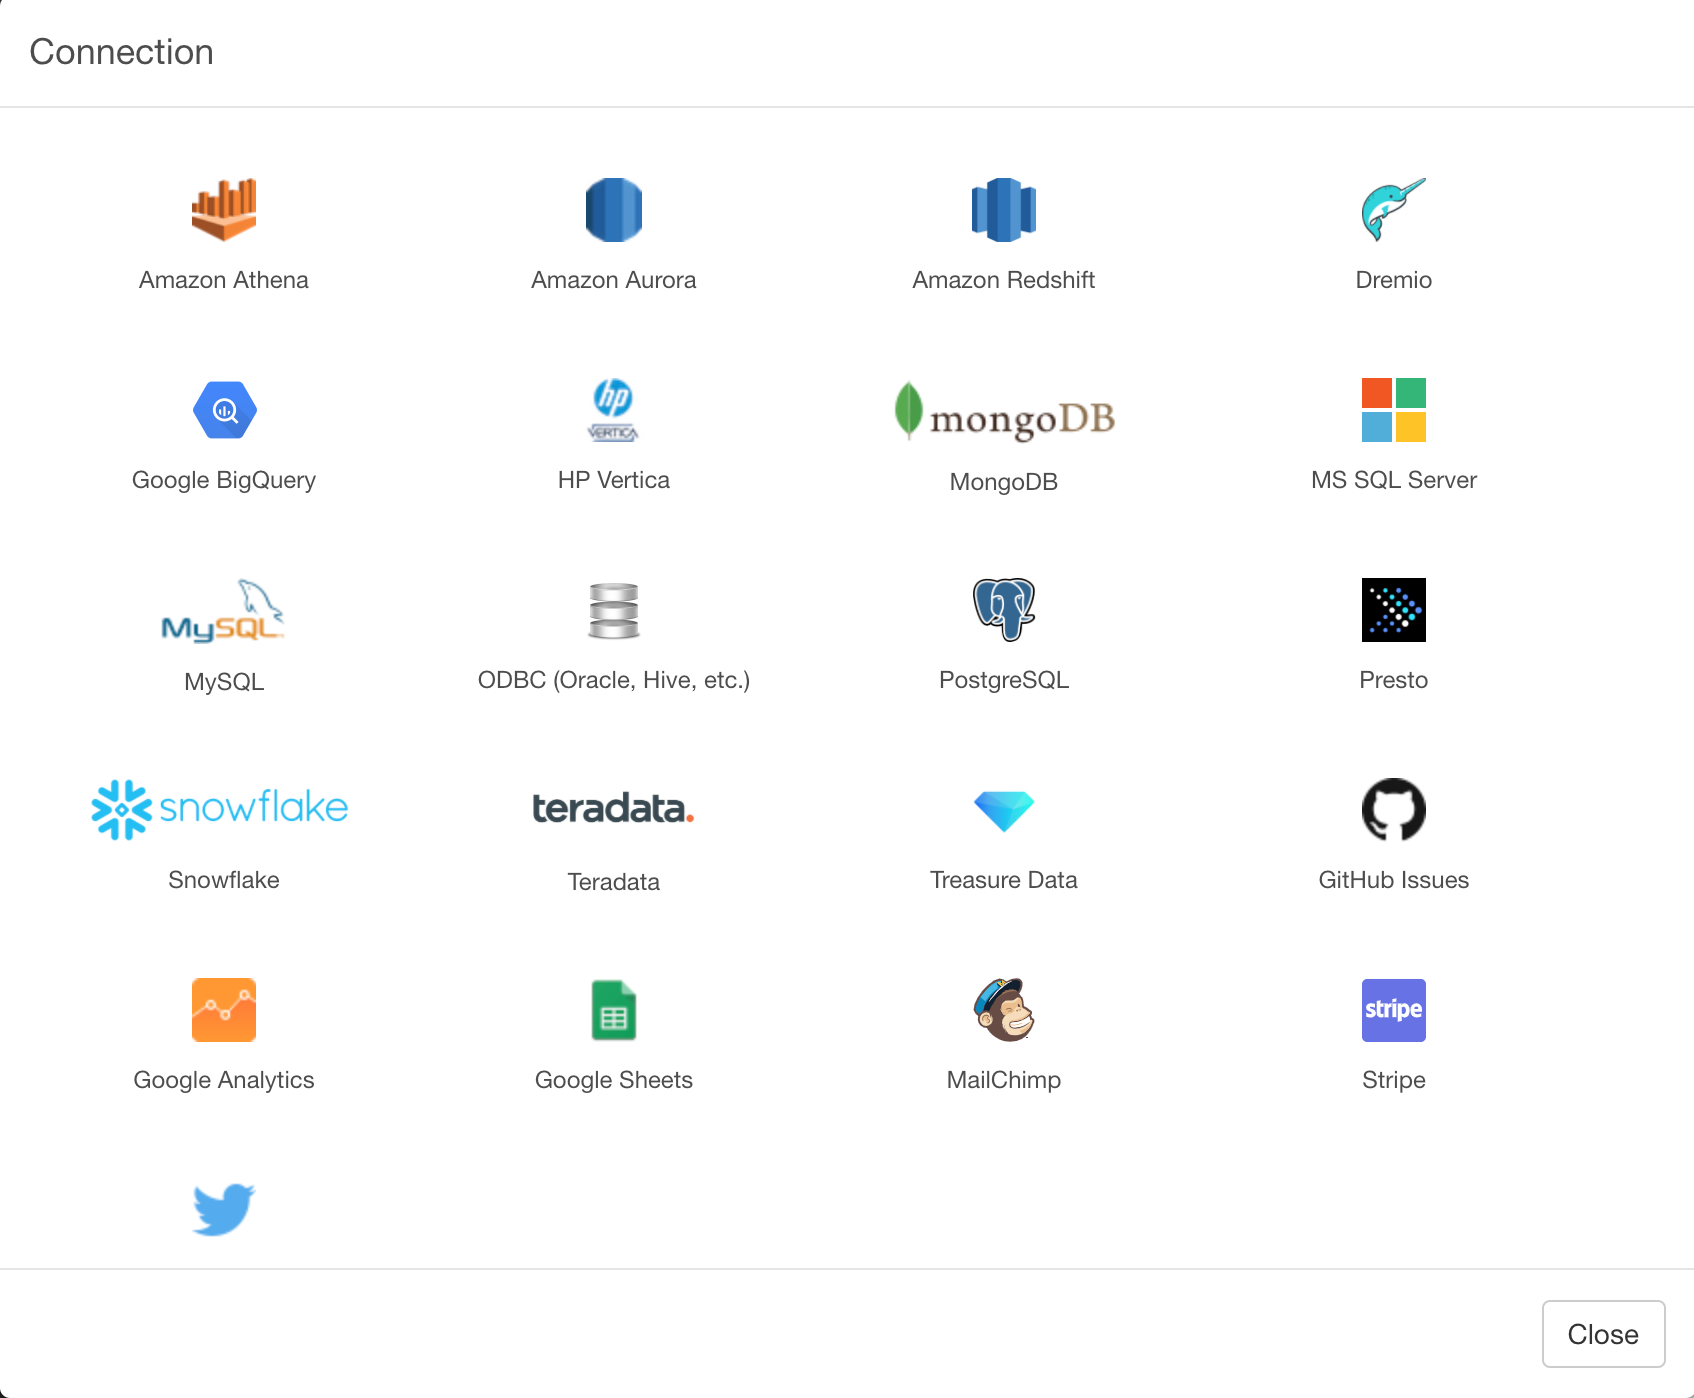 Connection
Amazon Athena
Amazon Aurora
Amazon Redshift
Dremio
hp
VERTICA
mongoDB
Google BigQuery
HP Vertica
MongoDB
MS SQL Server
MySQL
MySQL
ODBC (Oracle, Hive, etc.)
PostgreSQL
Presto
snowflake
teradata.
Snowflake
Teradata
Treasure Data
GitHub Issues
stripe
Google Analytics
Google Sheets
MailChimp
Stripe
Close